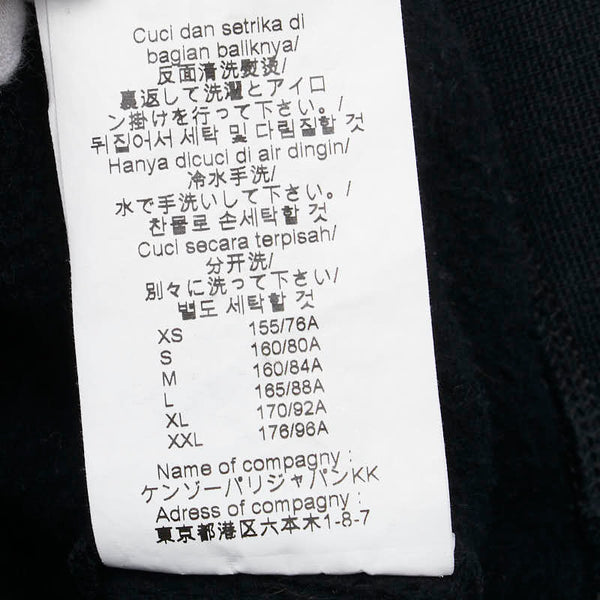 Cuci dan setrika di
bagian baliknya/
反面清洗熨烫/
裏返して洗濯とアイロ
ン掛けを行って下さい。/
뒤집어서 세탁 및 다림질할 것
Hanya dicuci di air dingin/
冷水手洗/
水で手洗いして下さい。/
찬물로 손세탁할 것
Cuci secara terpisah/
分开洗/
別々に洗って下さい/
별도 세탁할 것
XS 155/76A
S 160/80A
M 160/84A
L 165/88A
XL 170/92A
XXL 176/96A
Name of compagny :
ケンゾーパリジャパンKK
Adress of compagny :
東京都港区六本木1-8-7